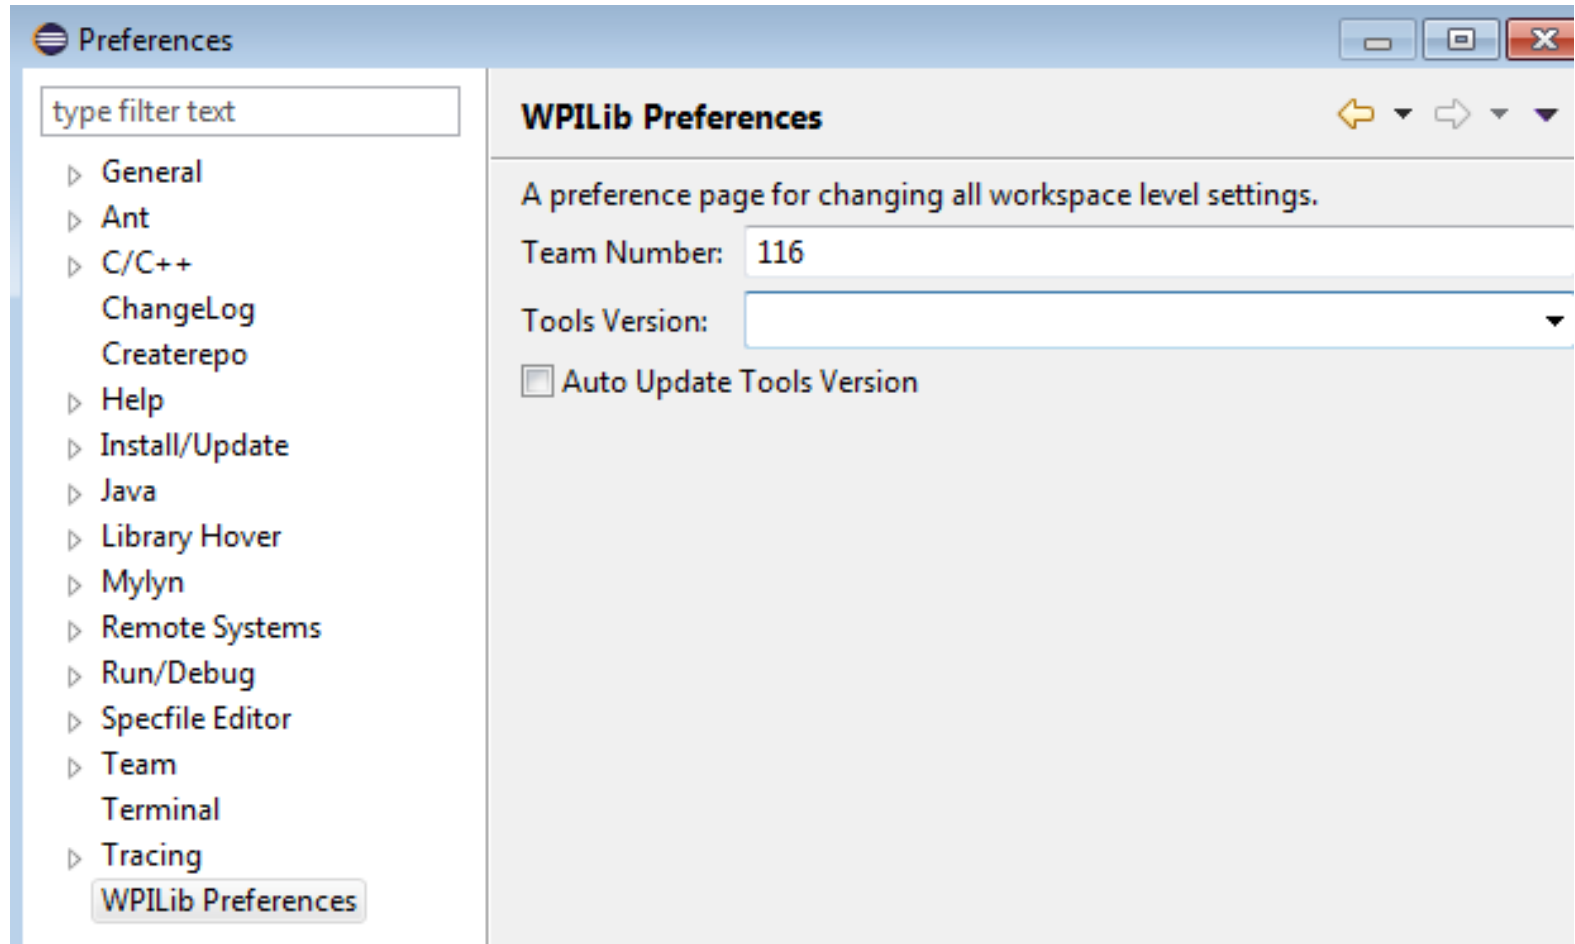 Preferences
type filter text
General
Ant
C/C++
ChangeLog
Createrepo
Help
Install/Update
Java
Library Hover
Mylyn
Remote Systems
Run/Debug
Specfile Editor
Team
Terminal
Tracing
WPILib Preferences
WPILib Preferences
A preference page for changing all workspace level settings.
Team Number: 116
Tools Version:
Auto Update Tools Version